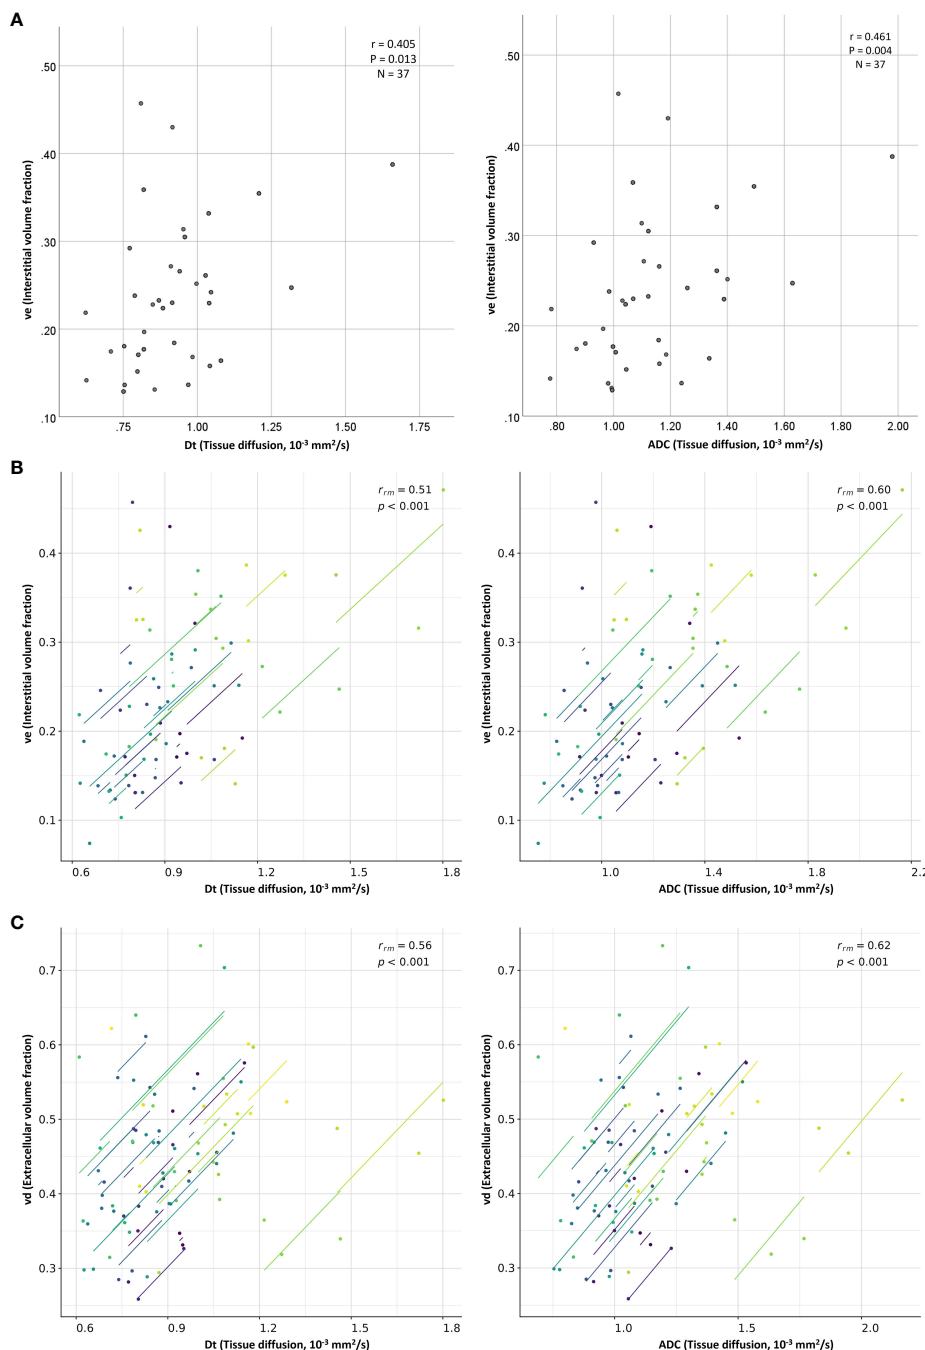 A
r = 0.405
P = 0.013
N = 37
.50
.40
.30
.20
.10
ve (Interstitial volume fraction)
.75
1.00
1.25
1.50
1.75
Dt (Tissue diffusion, 10⁻³ mm²/s)
r = 0.461
P = 0.004
N = 37
.50
.40
.30
.20
.10
ve (Interstitial volume fraction)
1.00
1.20
1.40
1.60
1.80
2.00
ADC (Tissue diffusion, 10⁻³ mm²/s)
B
r_rm = 0.51
p < 0.001
0.4
0.3
0.2
0.1
ve (Interstitial volume fraction)
0.6
0.9
1.2
1.5
1.8
Dt (Tissue diffusion, 10⁻³ mm²/s)
r_rm = 0.60
p < 0.001
0.4
0.3
0.2
0.1
ve (Interstitial volume fraction)
1.0
1.4
1.8
2.2
ADC (Tissue diffusion, 10⁻³ mm²/s)
C
r_rm = 0.56
p < 0.001
0.7
0.6
0.5
0.4
0.3
vd (Extracellular volume fraction)
0.6
0.9
1.2
1.5
1.8
Dt (Tissue diffusion, 10⁻³ mm²/s)
r_rm = 0.62
p < 0.001
0.7
0.6
0.5
0.4
0.3
vd (Extracellular volume fraction)
1.0
1.5
2.0
ADC (Tissue diffusion, 10⁻³ mm²/s)